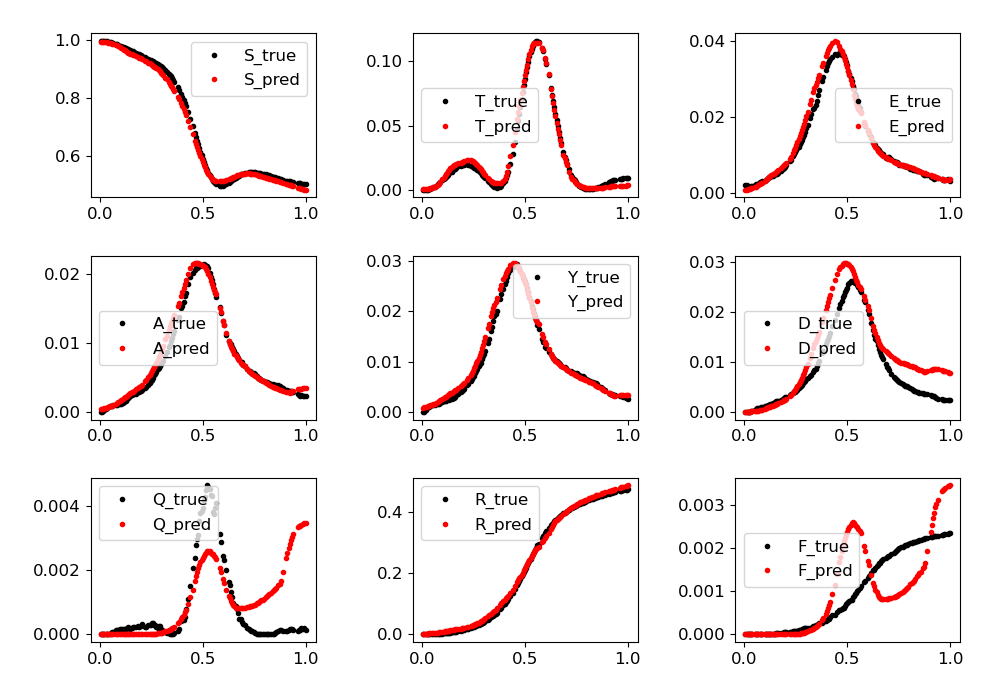 1.0
0.8
0.6
0.0 0.5 1.0
S_true
S_pred
0.10
0.05
0.00
0.0 0.5 1.0
T_true
T_pred
0.04
0.02
0.00
0.0 0.5 1.0
E_true
E_pred
0.02
0.01
0.00
0.0 0.5 1.0
A_true
A_pred
0.03
0.02
0.01
0.00
0.0 0.5 1.0
Y_true
Y_pred
0.03
0.02
0.01
0.00
0.0 0.5 1.0
D_true
D_pred
0.004
0.002
0.000
0.0 0.5 1.0
Q_true
Q_pred
0.4
0.2
0.0
0.0 0.5 1.0
R_true
R_pred
0.003
0.002
0.001
0.000
0.0 0.5 1.0
F_true
F_pred